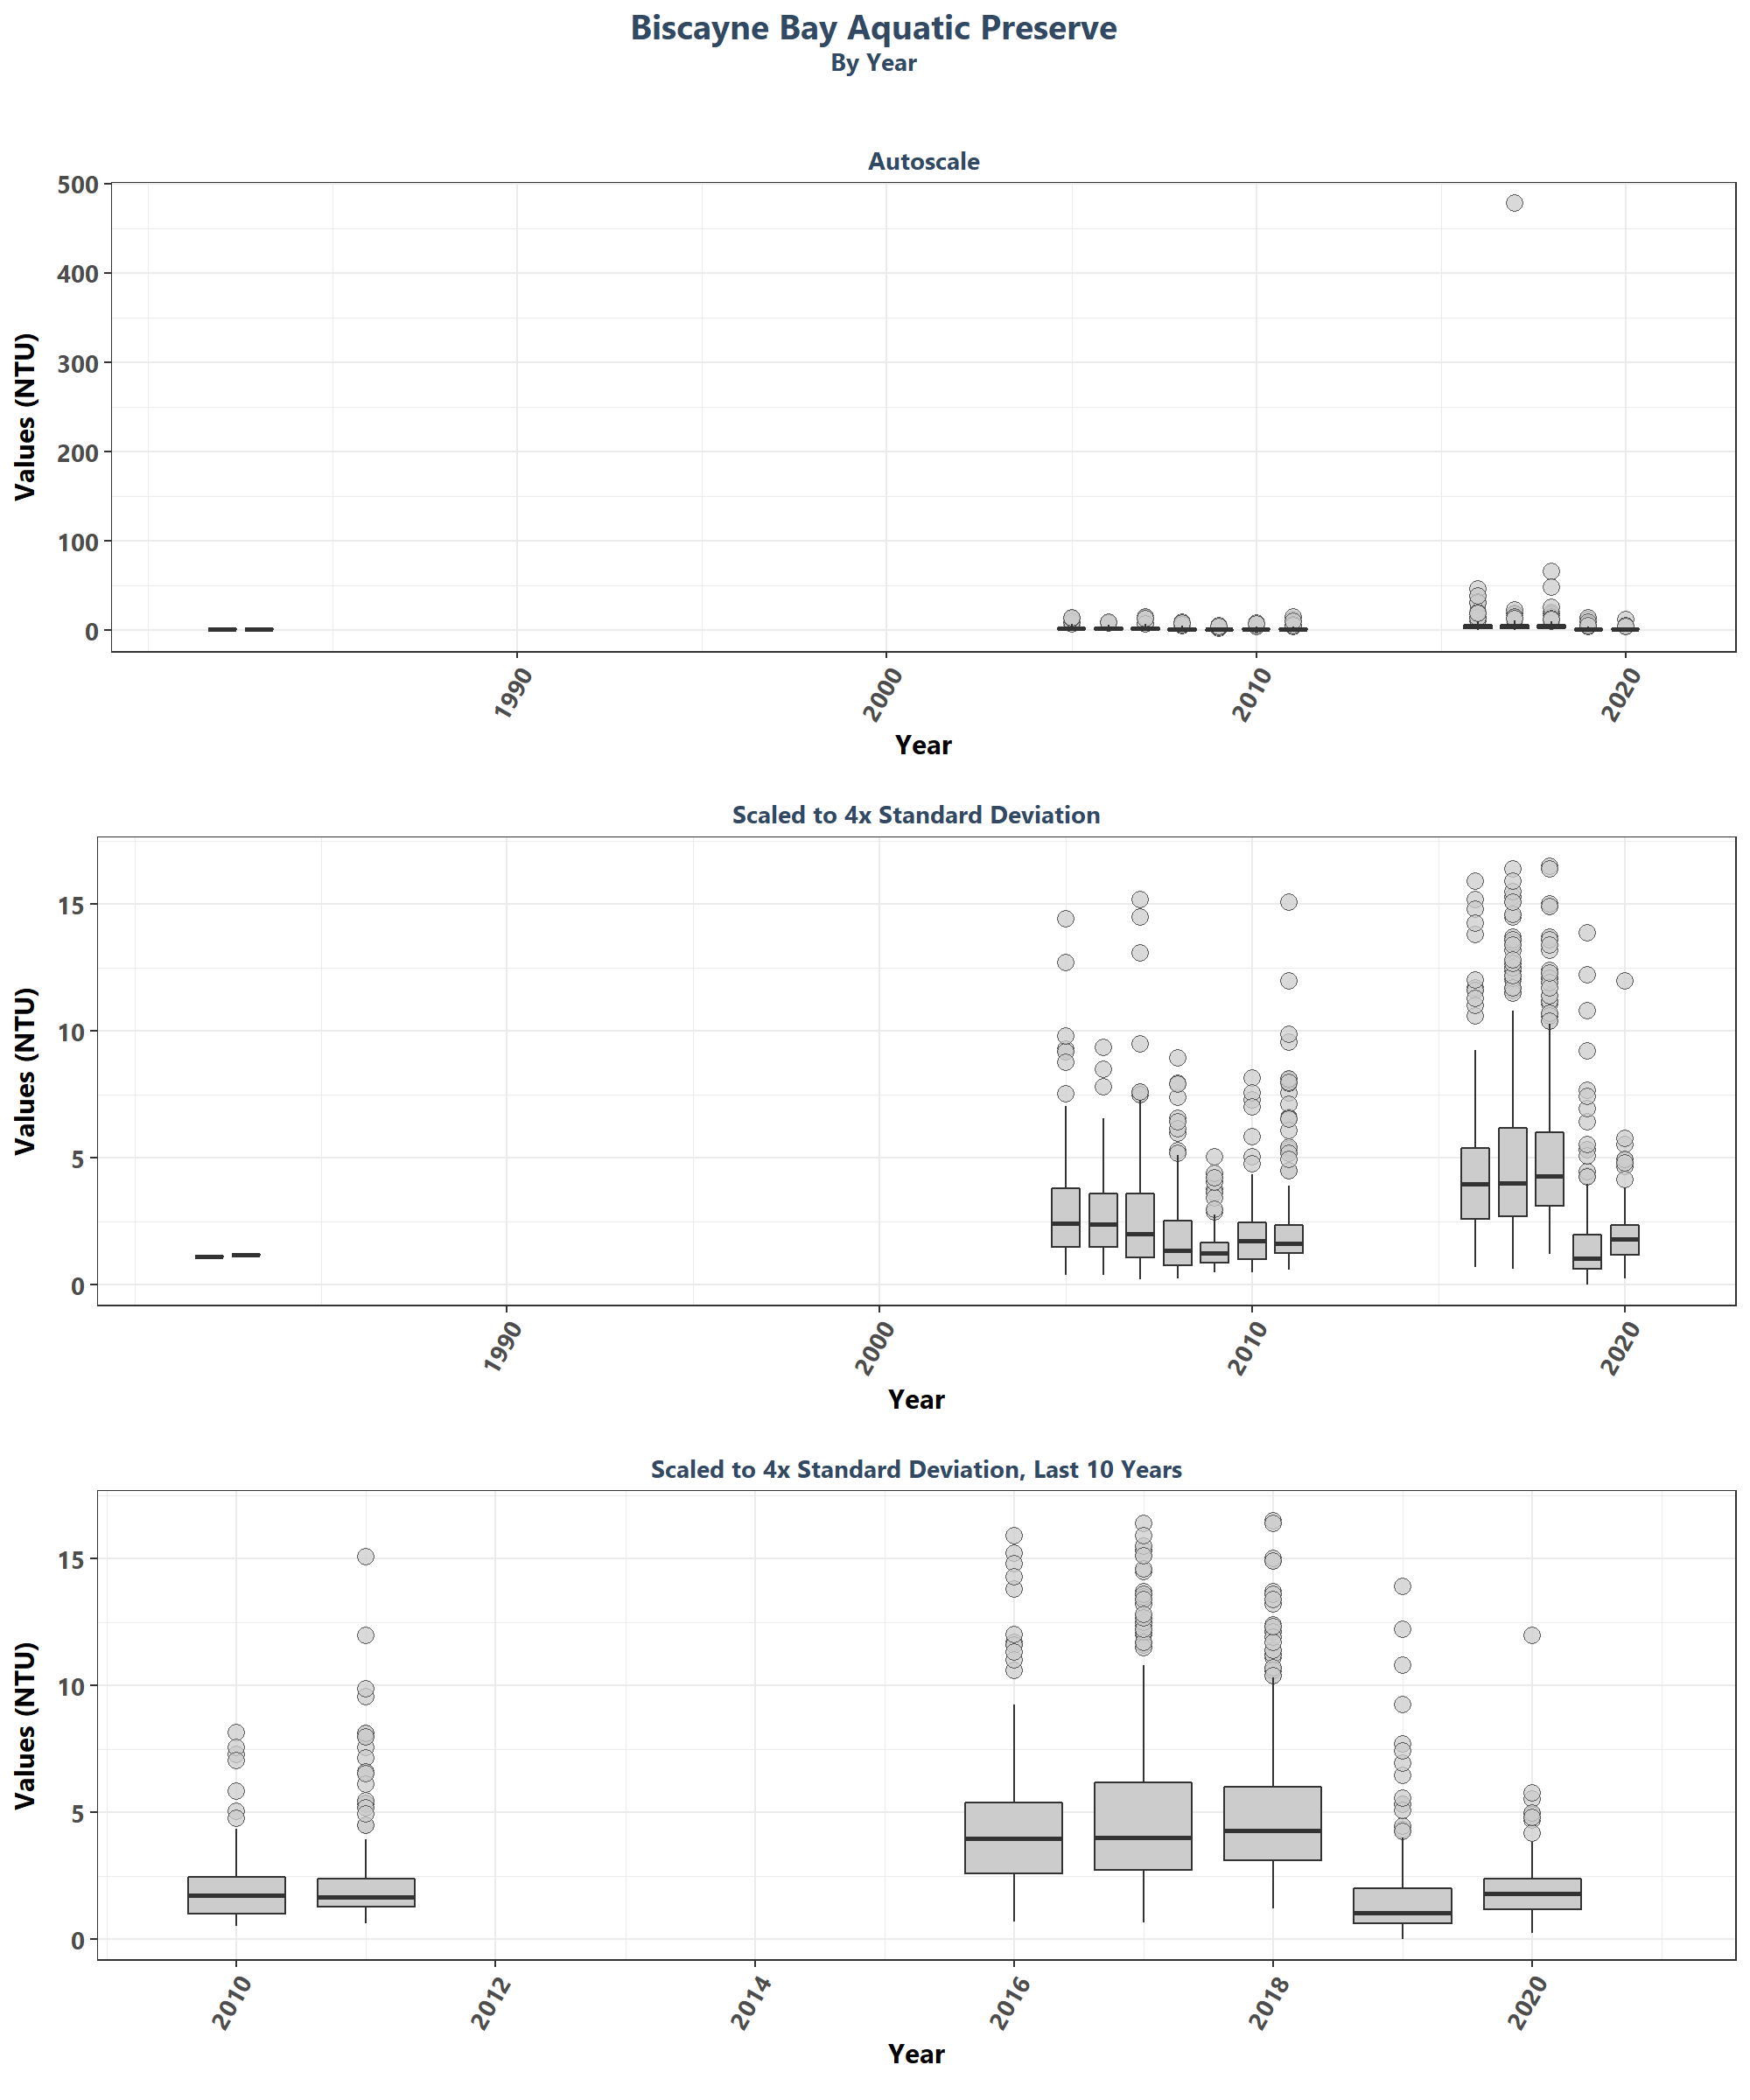 Biscayne Bay Aquatic Preserve
By Year
Autoscale
500
400
300
200
100
0
Values (NTU)
1990
2000
2010
2020
Year
Scaled to 4x Standard Deviation
15
10
5
0
Values (NTU)
1990
2000
2010
2020
Year
Scaled to 4x Standard Deviation, Last 10 Years
15
10
5
0
Values (NTU)
2010
2012
2014
2016
2018
2020
Year